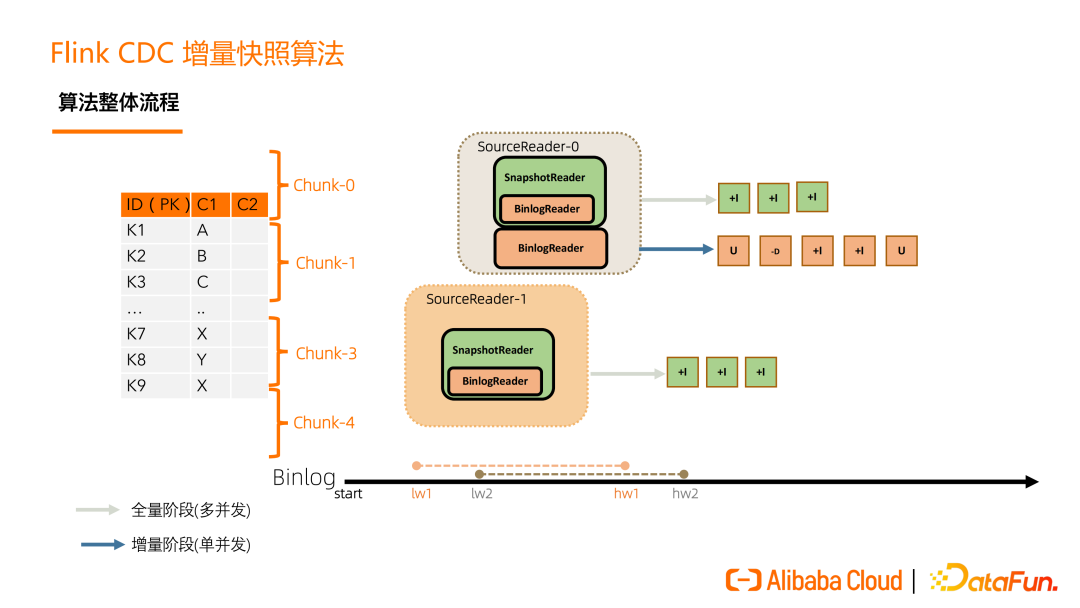 Flink CDC 增量快照算法
算法整体流程
ID ( PK ) C1 C2
K1 A
K2 B
K3 C
... ..
K7 X
K8 Y
K9 X
Chunk-0
Chunk-1
Chunk-3
Chunk-4
SourceReader-0
SnapshotReader
BinlogReader
BinlogReader
+I +I +I
U -D +I +I U
SourceReader-1
SnapshotReader
BinlogReader
+I +I +I
Binlog
start lw1 lw2 hw1 hw2
全量阶段(多并发)
增量阶段(单并发)
Alibaba Cloud | DataFun.